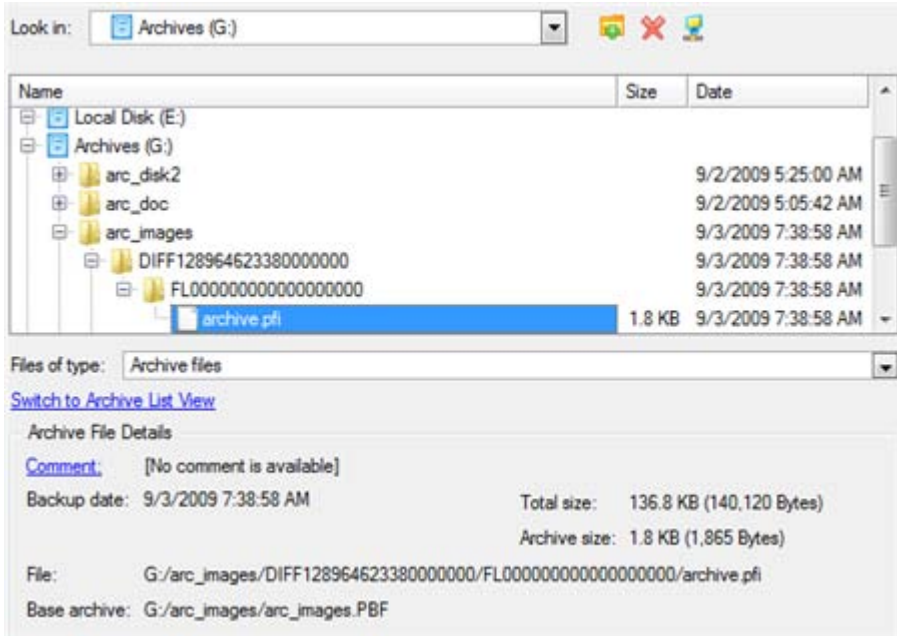 Look in: Archives (G:)
Name Size Date
Local Disk (E:)
Archives (G:)
arc_disk2 9/2/2009 5:25:00 AM
arc_doc 9/2/2009 5:05:42 AM
arc_images 9/3/2009 7:38:58 AM
DIFF128964623380000000 9/3/2009 7:38:58 AM
FL000000000000000000 9/3/2009 7:38:58 AM
archive.pfi 1.8 KB 9/3/2009 7:38:58 AM
Files of type: Archive files
Switch to Archive List View
Archive File Details
Comment: [No comment is available]
Backup date: 9/3/2009 7:38:58 AM Total size: 136.8 KB (140,120 Bytes)
Archive size: 1.8 KB (1,865 Bytes)
File: G:/arc_images/DIFF128964623380000000/FL000000000000000000/archive.pfi
Base archive: G:/arc_images/arc_images.PBF